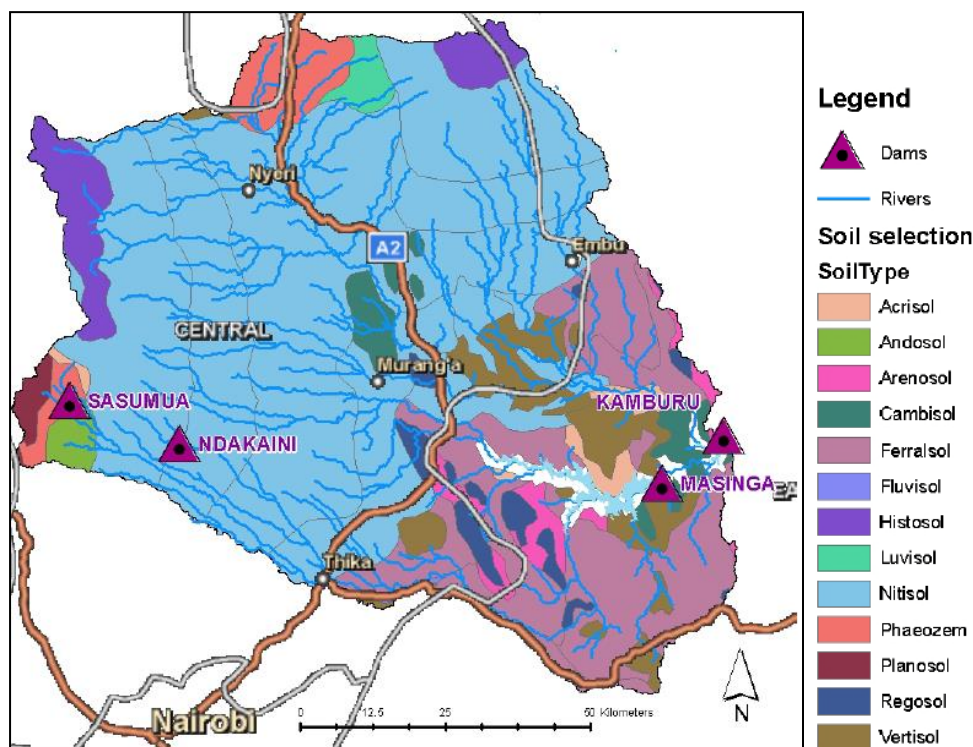 Nyeri
A2
Embu
CENTRAL
Murang'a
SASUMUA
KAMBURU
NDAKAINI
MASINGA
EA
Thika
Nairobi
0 12.5 25 50 Kilometers
N
Legend
Dams
Rivers
Soil selection
SoilType
Acrisol
Andosol
Arenosol
Cambisol
Ferralsol
Fluvisol
Histosol
Luvisol
Nitisol
Phaeozem
Planosol
Regosol
Vertisol